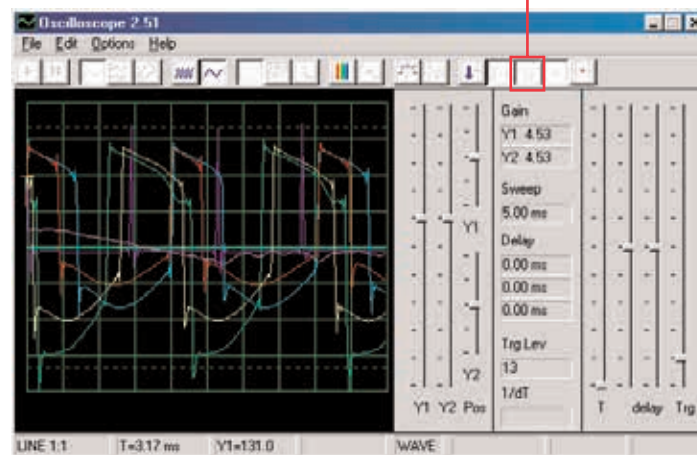 Oscilloscope 2.51
File Edit Options Help
Gain
Y1 4.53
Y2 4.53
Sweep
5.00 ms
Delay
0.00 ms
0.00 ms
0.00 ms
Trg Lev
13
1/dT
Y1
Y2
Y1 Y2 Pos
T delay Trg
LINE 1:1 T=3.17 ms Y1=131.0 WAVE